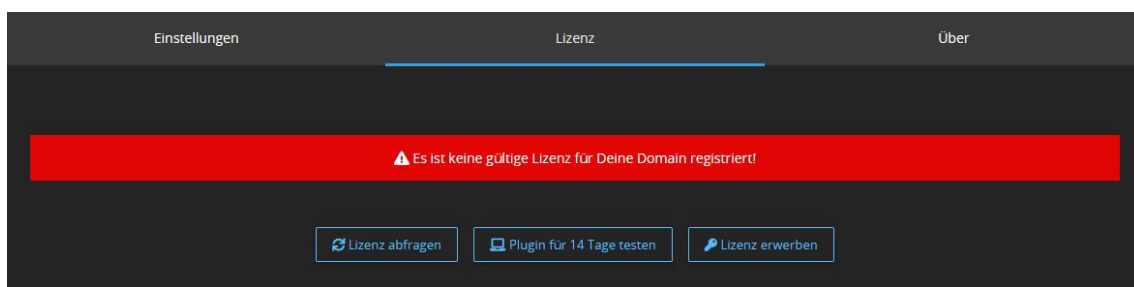 Einstellungen Lizenz Über
Es ist keine gültige Lizenz für Deine Domain registriert!
Lizenz abfragen Plugin für 14 Tage testen Lizenz erwerben